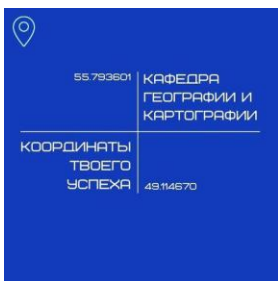 55.793601
КАФЕДРА
ГЕОГРАФИИ И
КАРТОГРАФИИ
КООРДИНАТЫ
ТВОЕГО
УСПЕХА
49.114670